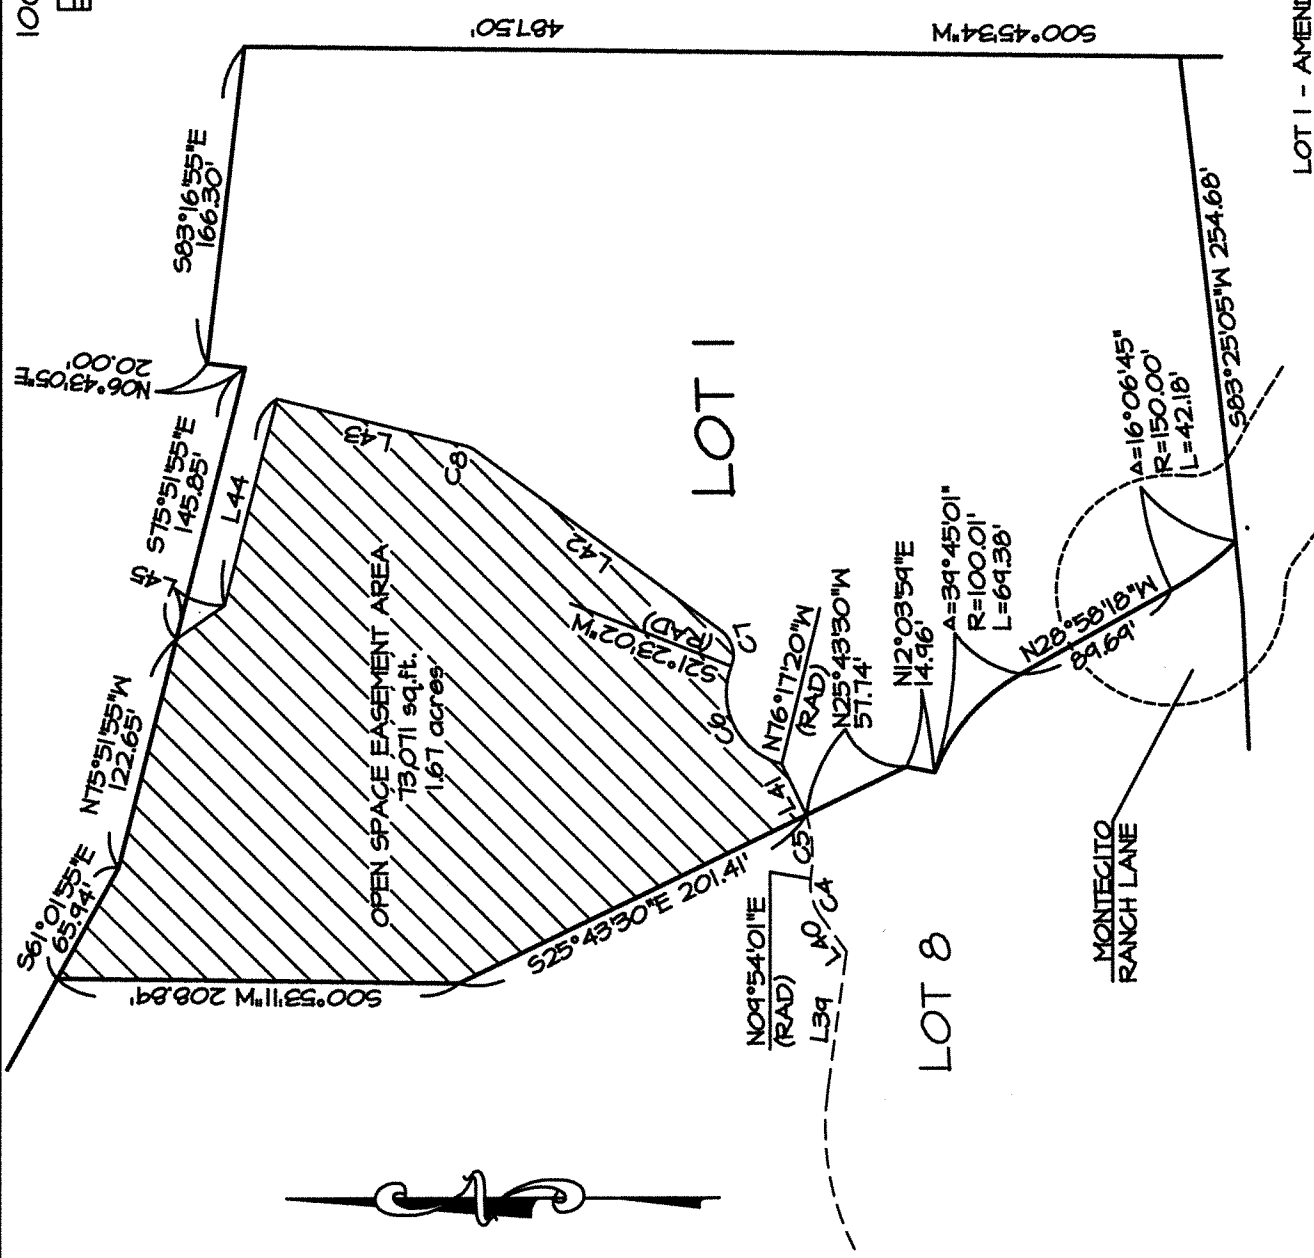 100
E
S00°45'34"W
487.50'
S83°16'55"E
166.30'
N06°43'05"E
20.00'
S75°51'55"E
145.85'
L45
L44
L43
C8
N75°51'55"W
122.65'
S61°01'55"E
65.94'
OPEN SPACE EASEMENT AREA
73,071 sq.ft.
1.67 acres
L42
S21°23'02"W
(RAD)
C7
C6
N76°17'20"W
(RAD)
L41
N25°43'30"W
57.74'
N12°03'59"E
14.96'
Δ=39°45'01"
R=100.01'
L=69.38'
N28°58'18"W
89.69'
Δ=16°06'45"
R=150.00'
L=42.18'
S83°25'05"W 254.68'
LOT 1
LOT 1 - AMEND
S00°53'11"W 208.89'
S25°43'30"E 201.41'
C5
C4
L40
L39
N09°54'01"E
(RAD)
LOT 8
MONTECITO
RANCH LANE